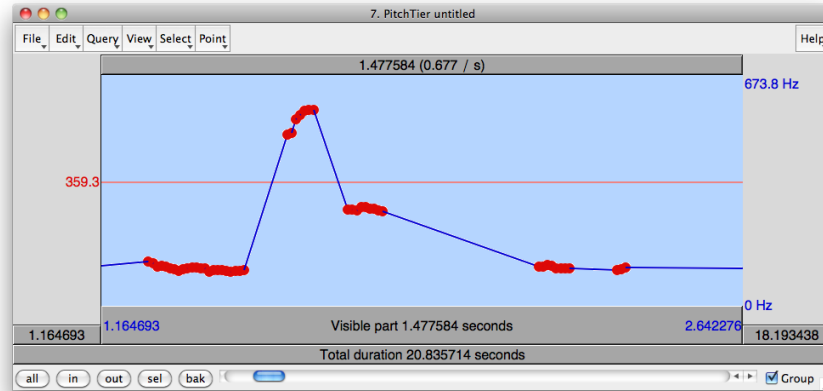 7. PitchTier untitled
File Edit Query View Select Point Help
1.477584 (0.677 / s)
673.8 Hz
359.3
0 Hz
1.164693 Visible part 1.477584 seconds 2.642276
1.164693 18.193438
Total duration 20.835714 seconds
all in out sel bak Group